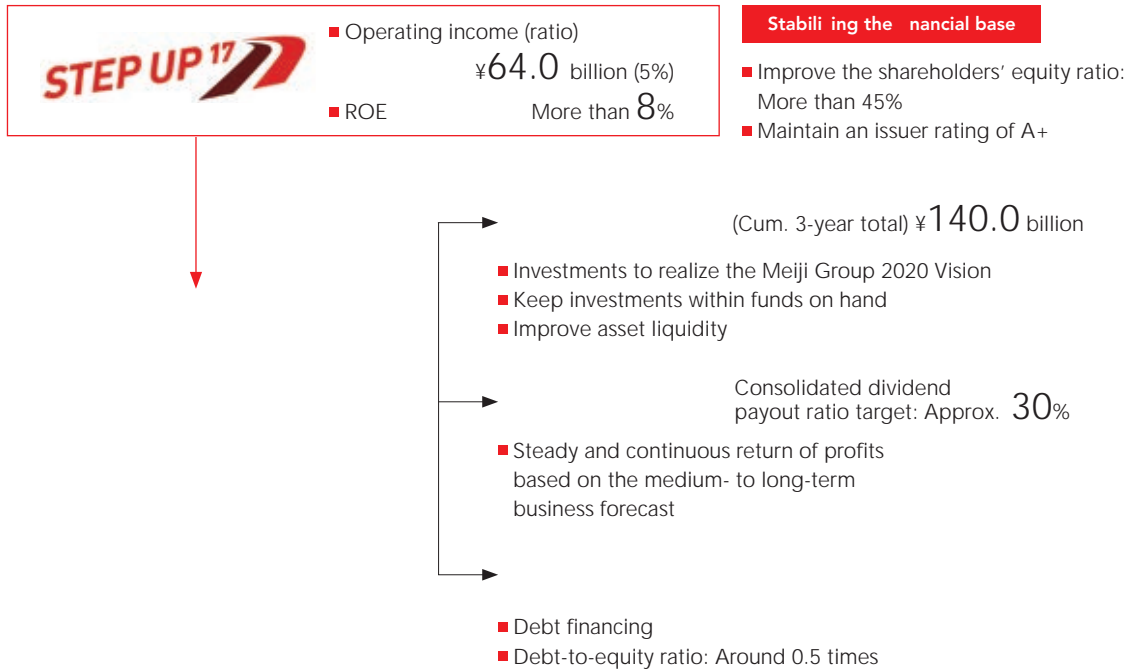 STEP UP 17
■ Operating income (ratio)
¥64.0 billion (5%)
■ ROE More than 8%
Stabili ing the nancial base
■ Improve the shareholders' equity ratio:
More than 45%
■ Maintain an issuer rating of A+
(Cum. 3-year total) ¥140.0 billion
■ Investments to realize the Meiji Group 2020 Vision
■ Keep investments within funds on hand
■ Improve asset liquidity
Consolidated dividend
payout ratio target: Approx. 30%
■ Steady and continuous return of profits
based on the medium- to long-term
business forecast
■ Debt financing
■ Debt-to-equity ratio: Around 0.5 times